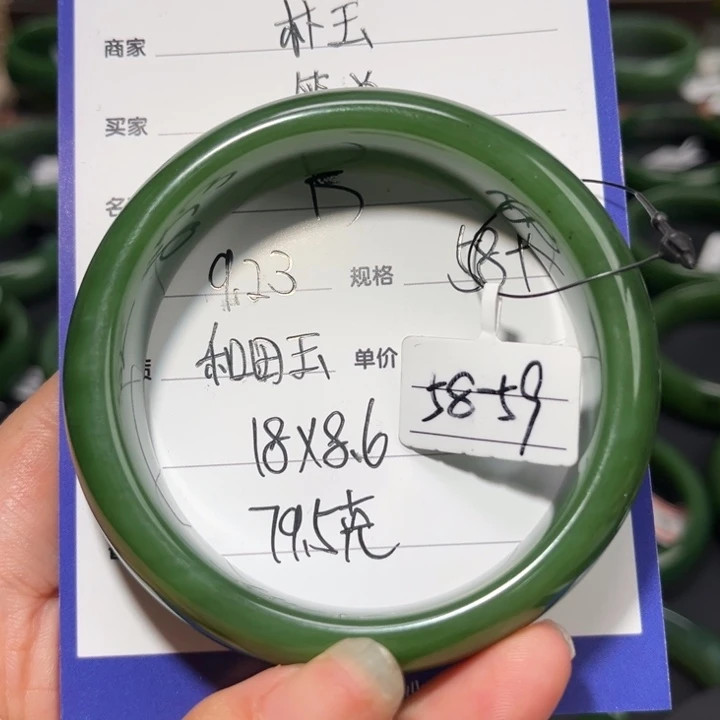 商家 朴玉
买家
名
9.23 规格 58+
和田玉 单价
58-59
18X8.6
79.5克